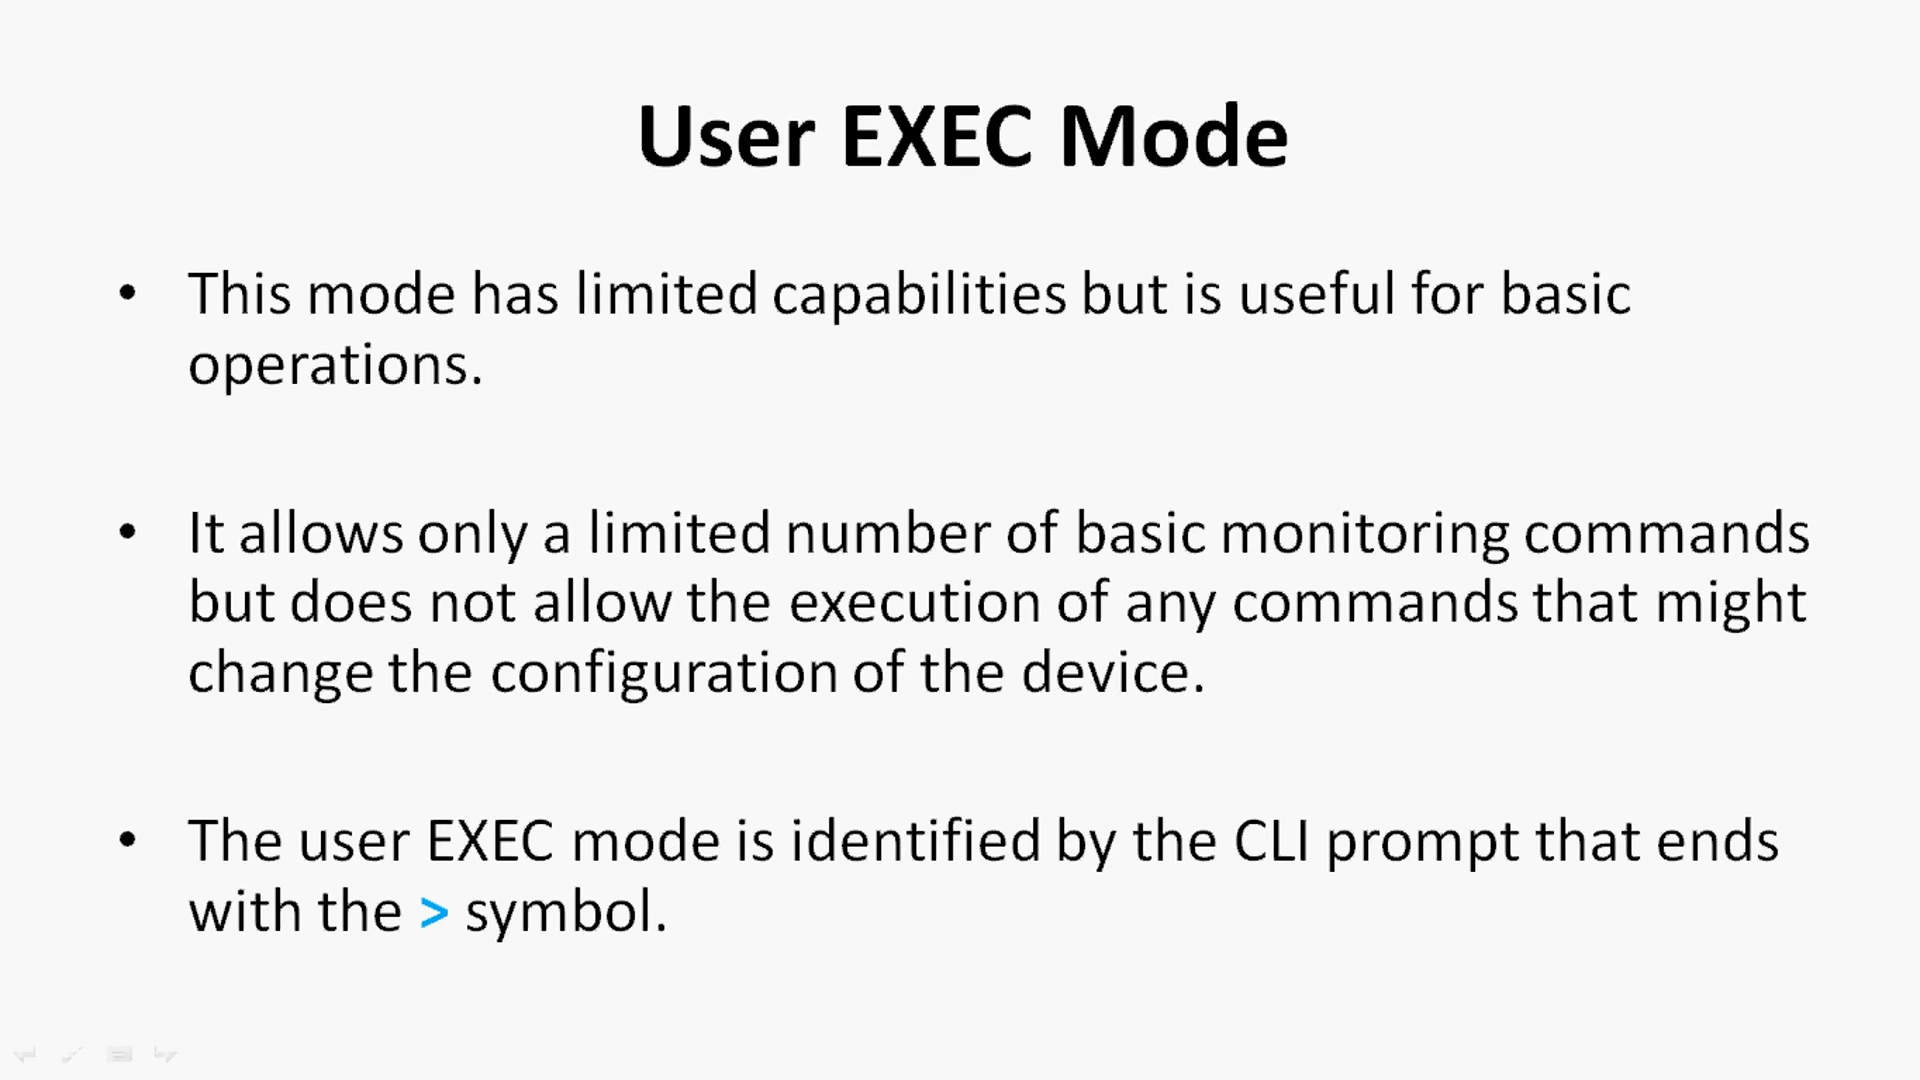 User EXEC Mode
• This mode has limited capabilities but is useful for basic
operations.
• It allows only a limited number of basic monitoring commands
but does not allow the execution of any commands that might
change the configuration of the device.
• The user EXEC mode is identified by the CLI prompt that ends
with the > symbol.